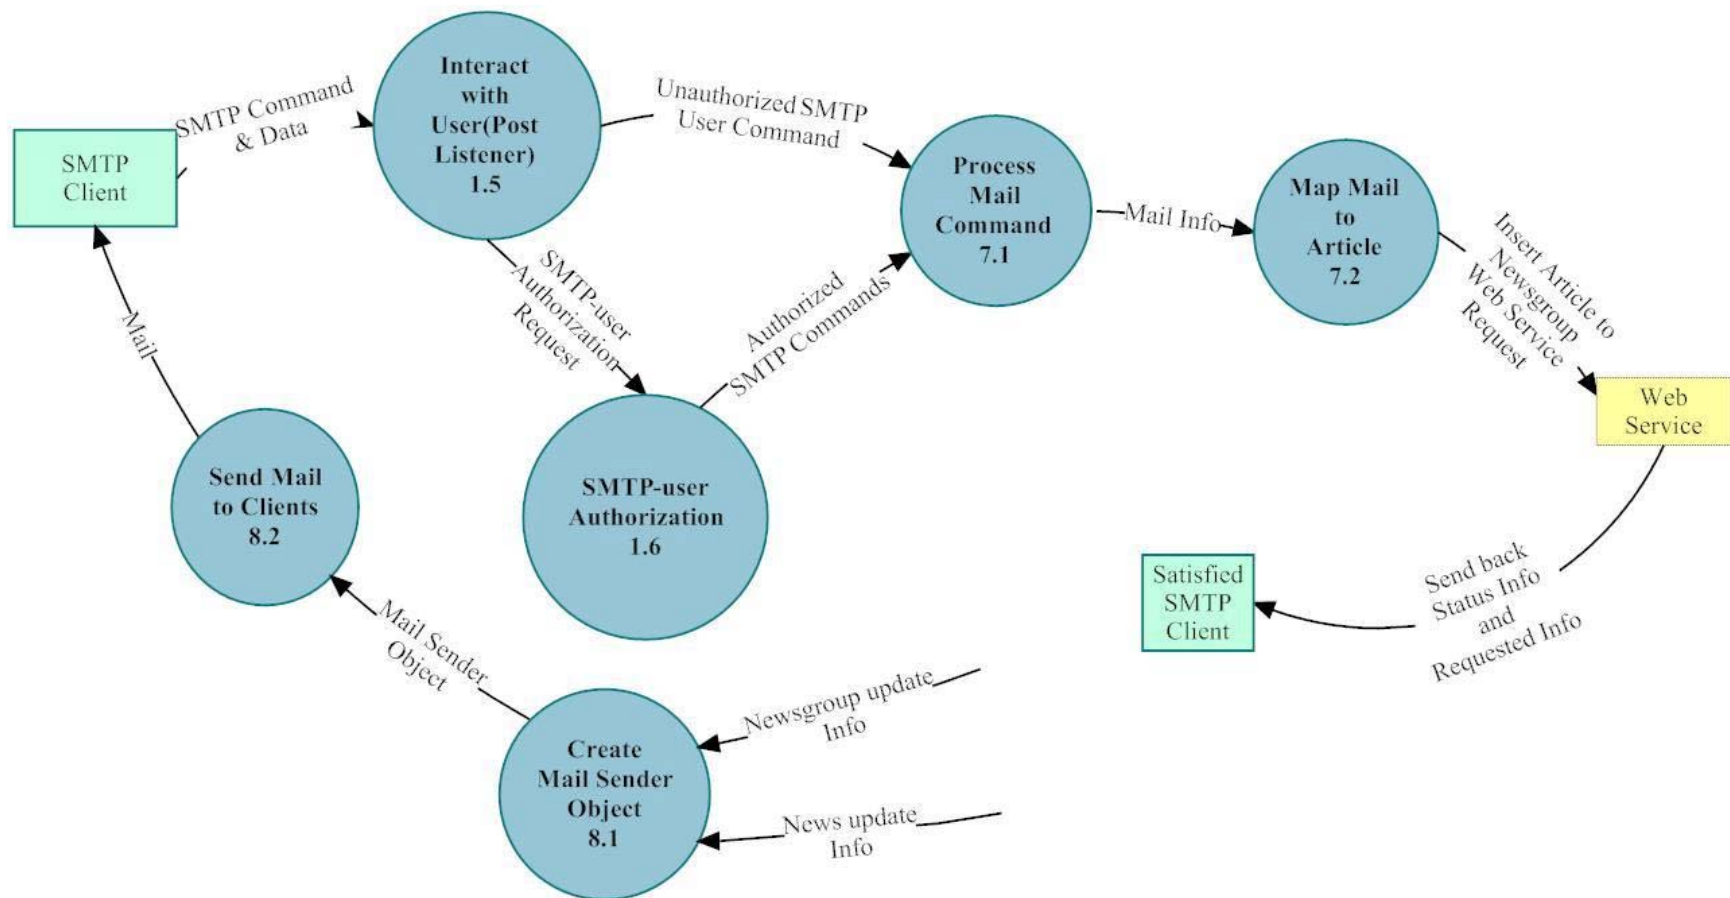 Interact
with
User(Post
Listener)
1.5
SMTP Command
& Data
Unauthorized SMTP
User Command
SMTP
Client
Process
Mail
Command
7.1
Mail Info
Map Mail
to
Article
7.2
Insert Article to
Newsgroup
Web Service
Request
SMTP-user
Authorization
Request
Authorized
SMTP Commands
Mail
Web
Service
Send Mail
to Clients
8.2
SMTP-user
Authorization
1.6
Satisfied
SMTP
Client
Send back
Status Info
and
Requested Info
Mail Sender
Object
Newsgroup update
Info
Create
Mail Sender
Object
8.1
News update
Info